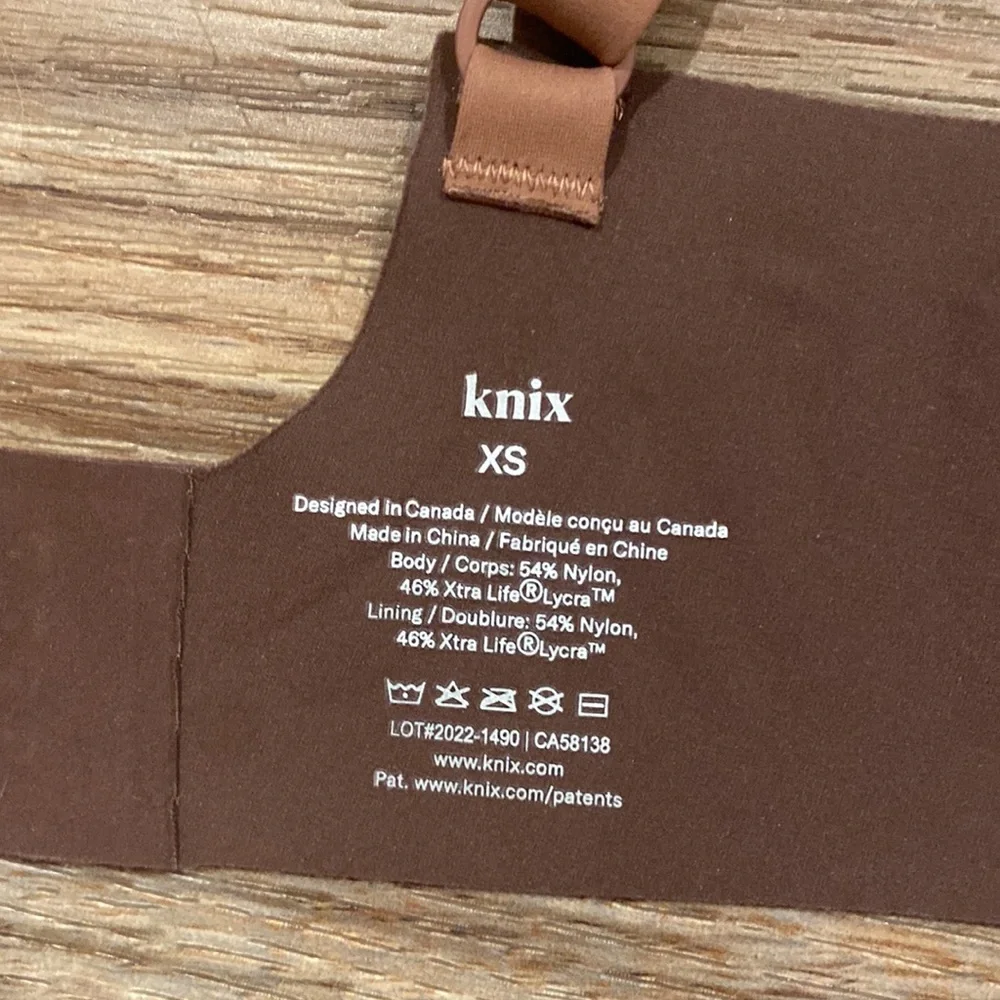 knix
XS
Designed in Canada / Modèle conçu au Canada
Made in China / Fabriqué en Chine
Body / Corps: 54% Nylon,
46% Xtra Life®Lycra™
Lining / Doublure: 54% Nylon,
46% Xtra Life®Lycra™
LOT#2022-1490 | CA58138
www.knix.com
Pat. www.knix.com/patents